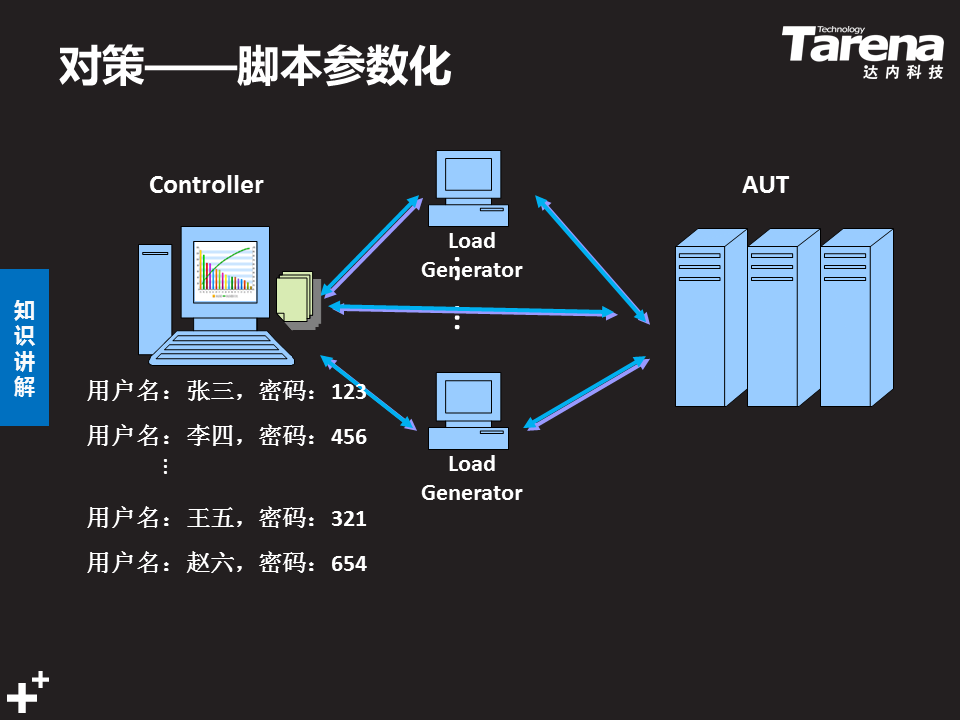 对策——脚本参数化
Technology
Tarena
达内科技
Controller
AUT
Load
Generator
⋮
⋮
知
识
讲
解
用户名：张三，密码：123
用户名：李四，密码：456
⋮
用户名：王五，密码：321
用户名：赵六，密码：654
Load
Generator